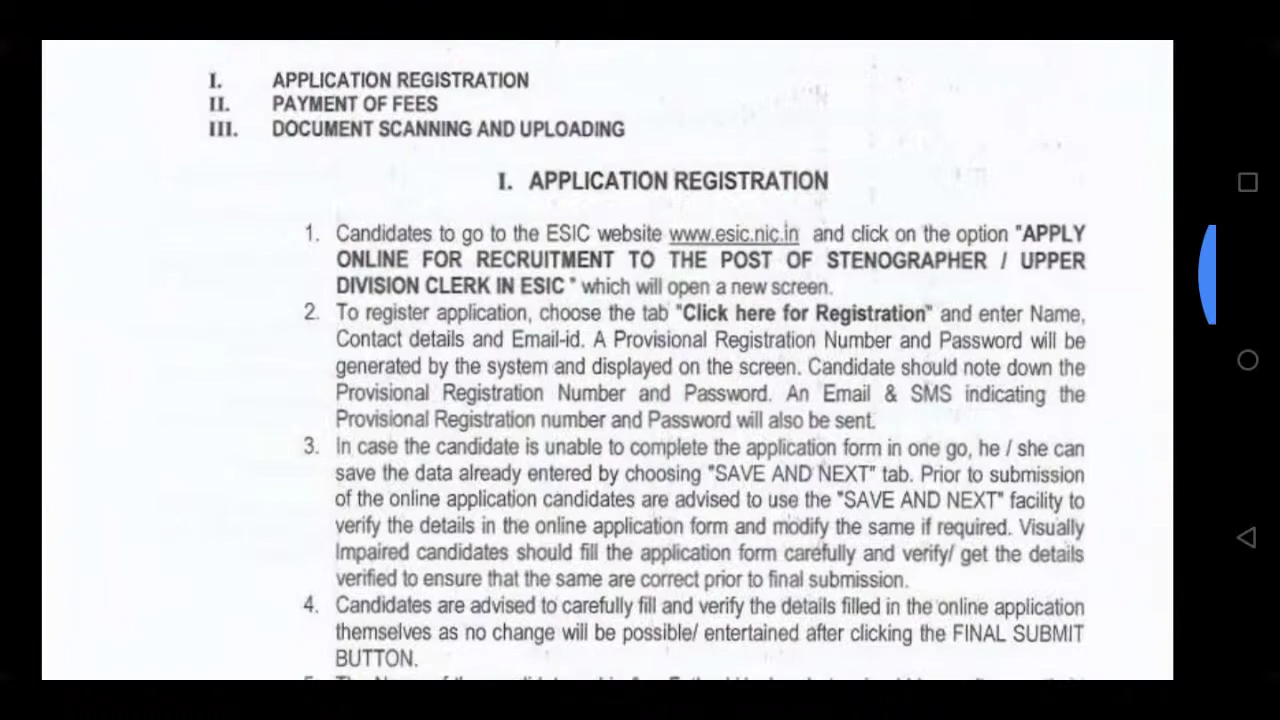 I. APPLICATION REGISTRATION
II. PAYMENT OF FEES
III. DOCUMENT SCANNING AND UPLOADING
I. APPLICATION REGISTRATION
1. Candidates to go to the ESIC website www.esic.nic.in and click on the option "APPLY
ONLINE FOR RECRUITMENT TO THE POST OF STENOGRAPHER / UPPER
DIVISION CLERK IN ESIC " which will open a new screen.
2. To register application, choose the tab "Click here for Registration" and enter Name,
Contact details and Email-id. A Provisional Registration Number and Password will be
generated by the system and displayed on the screen. Candidate should note down the
Provisional Registration Number and Password. An Email & SMS indicating the
Provisional Registration number and Password will also be sent.
3. In case the candidate is unable to complete the application form in one go, he / she can
save the data already entered by choosing "SAVE AND NEXT" tab. Prior to submission
of the online application candidates are advised to use the "SAVE AND NEXT" facility to
verify the details in the online application form and modify the same if required. Visually
Impaired candidates should fill the application form carefully and verify/ get the details
verified to ensure that the same are correct prior to final submission.
4. Candidates are advised to carefully fill and verify the details filled in the online application
themselves as no change will be possible/ entertained after clicking the FINAL SUBMIT
BUTTON.